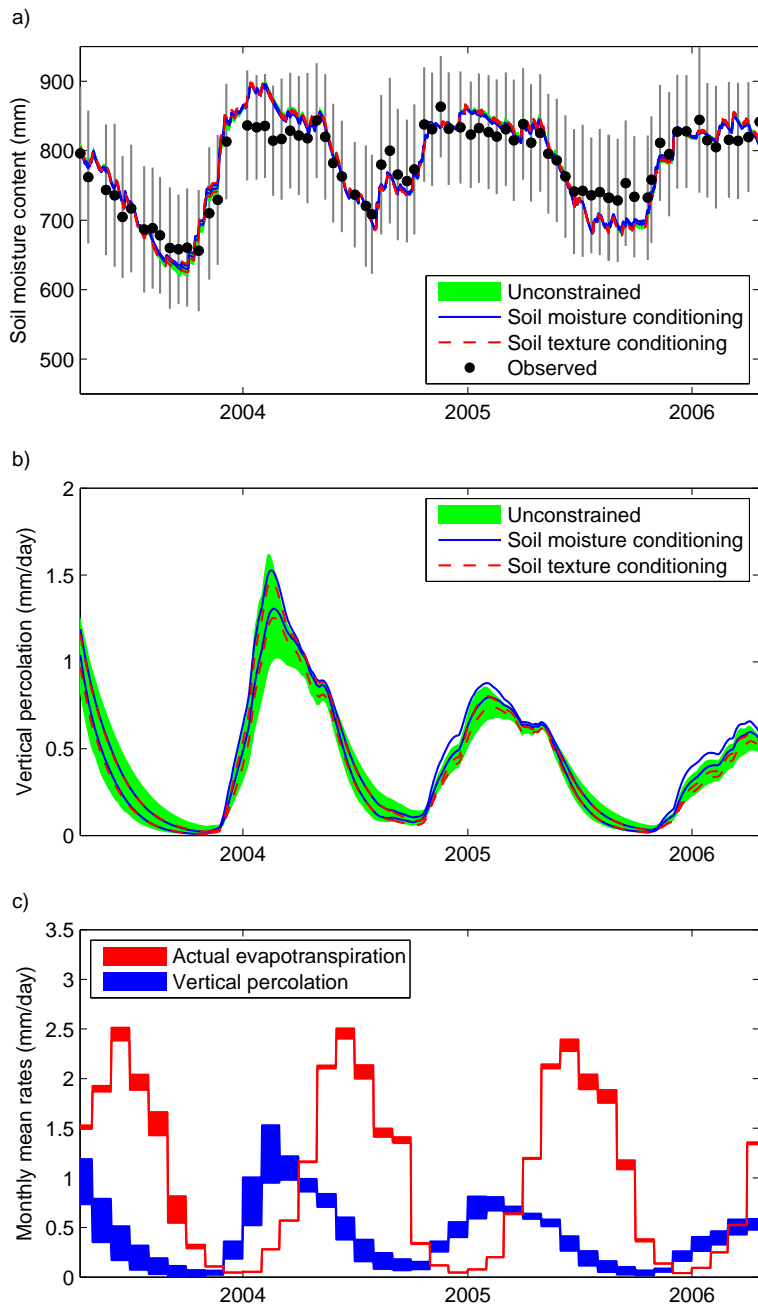 a)
Soil moisture content (mm)
900
800
700
600
500
Unconstrained
Soil moisture conditioning
Soil texture conditioning
Observed
2004
2005
2006
b)
Vertical percolation (mm/day)
2
1.5
1
0.5
0
Unconstrained
Soil moisture conditioning
Soil texture conditioning
2004
2005
2006
c)
Monthly mean rates (mm/day)
3.5
3
2.5
2
1.5
1
0.5
0
Actual evapotranspiration
Vertical percolation
2004
2005
2006